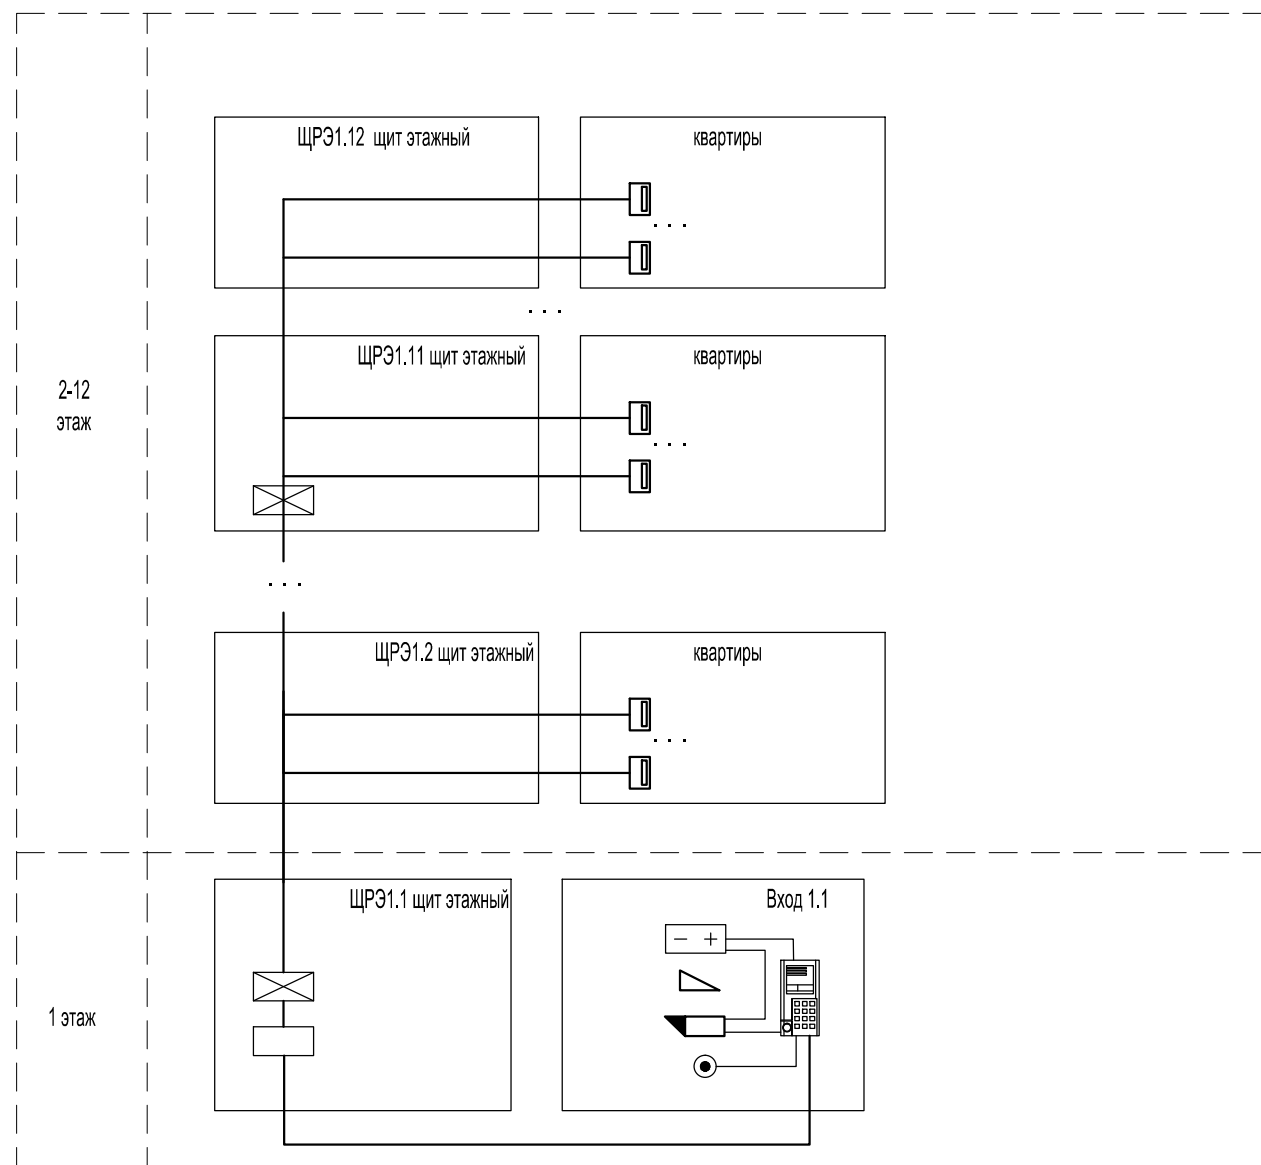 ЩРЭ1.12 щит этажный
квартиры
. . .
. . .
ЩРЭ1.11 щит этажный
квартиры
2-12
этаж
. . .
. . .
ЩРЭ1.2 щит этажный
квартиры
. . .
ЩРЭ1.1 щит этажный
Вход 1.1
− +
1 этаж